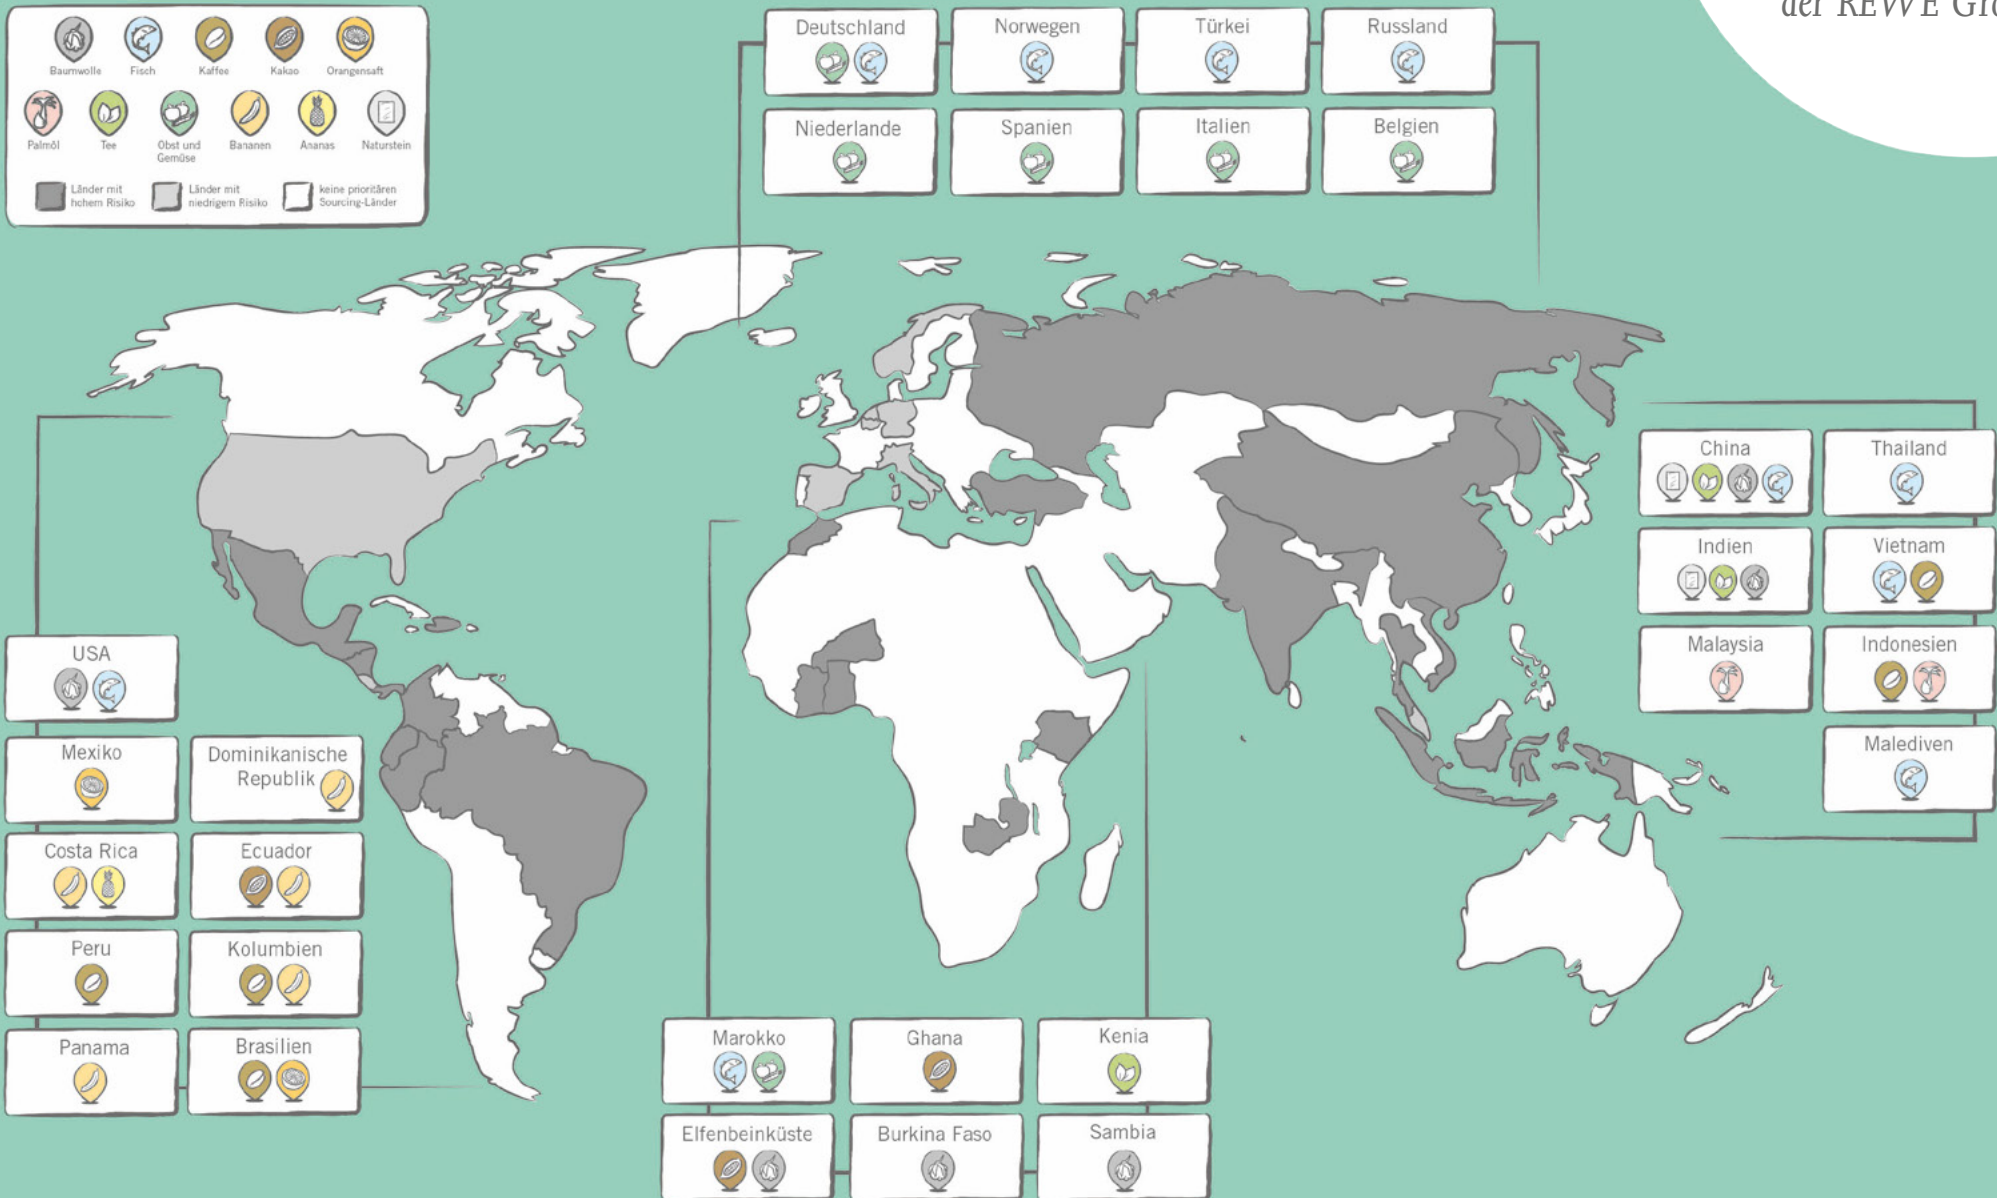 der REWE Gro
Baumwolle
Fisch
Kaffee
Kakao
Orangensaft
Palmöl
Tee
Obst und
Gemüse
Bananen
Ananas
Naturstein
Länder mit
hohem Risiko
Länder mit
niedrigem Risiko
keine prioritären
Sourcing-Länder
Deutschland
Norwegen
Türkei
Russland
Niederlande
Spanien
Italien
Belgien
China
Thailand
Indien
Vietnam
Malaysia
Indonesien
Malediven
USA
Mexiko
Dominikanische
Republik
Costa Rica
Ecuador
Peru
Kolumbien
Panama
Brasilien
Marokko
Ghana
Kenia
Elfenbeinküste
Burkina Faso
Sambia